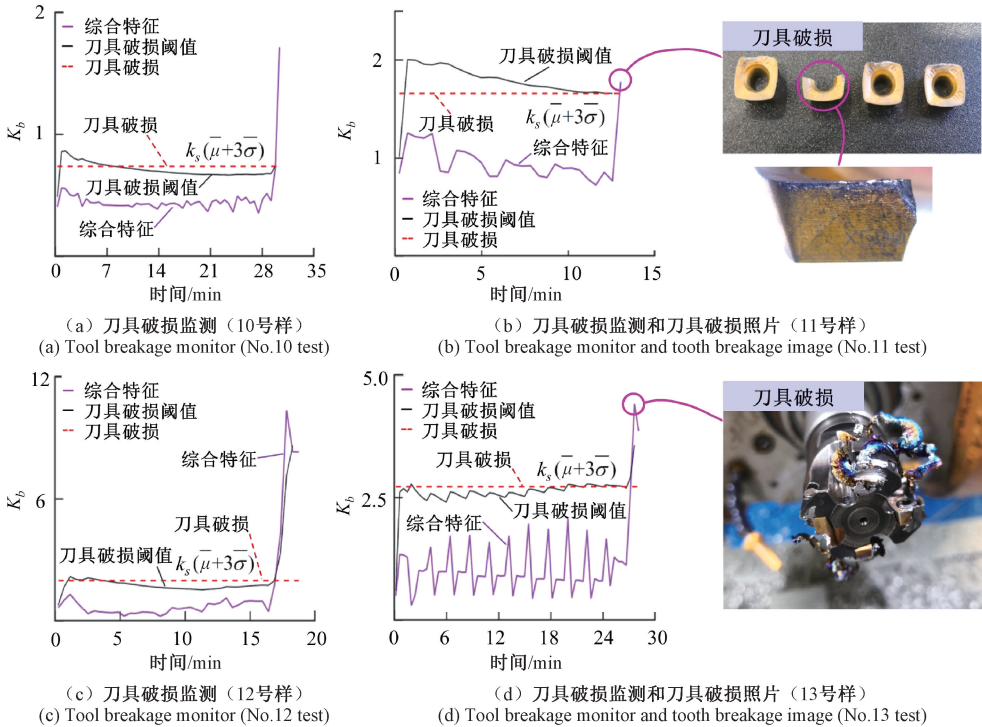 2
综合特征
刀具破损阈值
刀具破损
刀具破损
k_s(μ̅+3σ̅)
1
K_b
刀具破损阈值
综合特征
0
0 7 14 21 28 35
时间/min
(a)刀具破损监测(10号样)
(a) Tool breakage monitor (No.10 test)
2
刀具破损阈值
刀具破损
k_s(μ̅+3σ̅)
K_b
综合特征
1
综合特征
刀具破损阈值
刀具破损
0
0 5 10 15
时间/min
刀具破损
(b)刀具破损监测和刀具破损照片(11号样)
(b) Tool breakage monitor and tooth breakage image (No.11 test)
12
综合特征
刀具破损阈值
刀具破损
综合特征
6
K_b
刀具破损
刀具破损阈值
k_s(μ̅+3σ̅)
0
0 5 10 15 20
时间/min
(c)刀具破损监测(12号样)
c) Tool breakage monitor (No.12 test)
5.0
综合特征
刀具破损阈值
刀具破损
刀具破损
k_s(μ̅+3σ̅)
2.5
K_b
刀具破损阈值
综合特征
0
0 6 12 18 24 30
时间/min
刀具破损
(d)刀具破损监测和刀具破损照片(13号样)
(d) Tool breakage monitor and tooth breakage image (No.13 test)